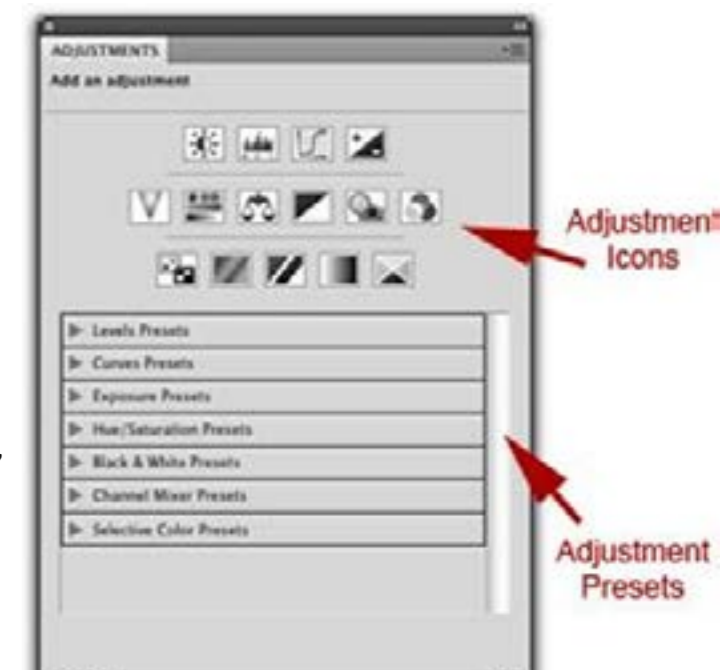 ADJUSTMENTS
Add an adjustment
Adjustment
Icons
Levels Presets
Curves Presets
Exposure Presets
Hue/Saturation Presets
Black & White Presets
Channel Mixer Presets
Selective Color Presets
Adjustment
Presets